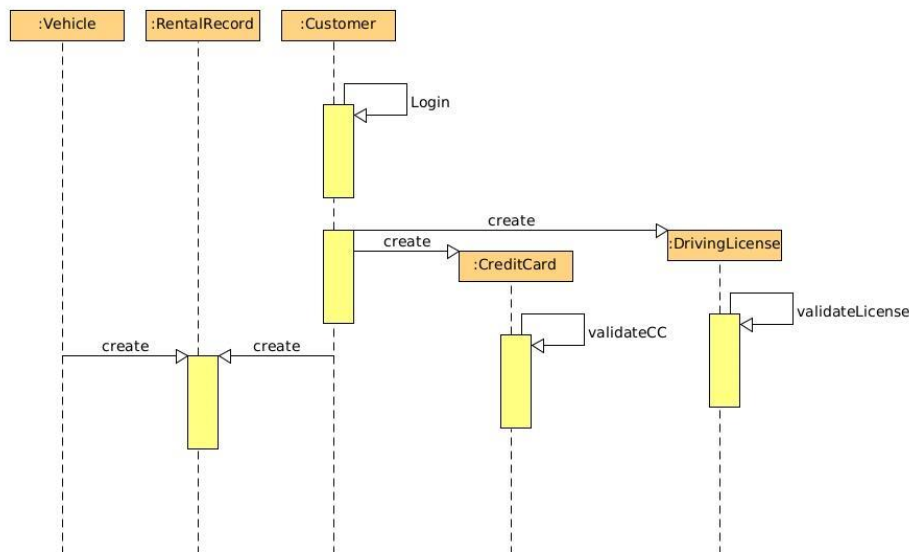 :Vehicle
:RentalRecord
:Customer
Login
create
:DrivingLicense
create
:CreditCard
validateLicense
validateCC
create
create